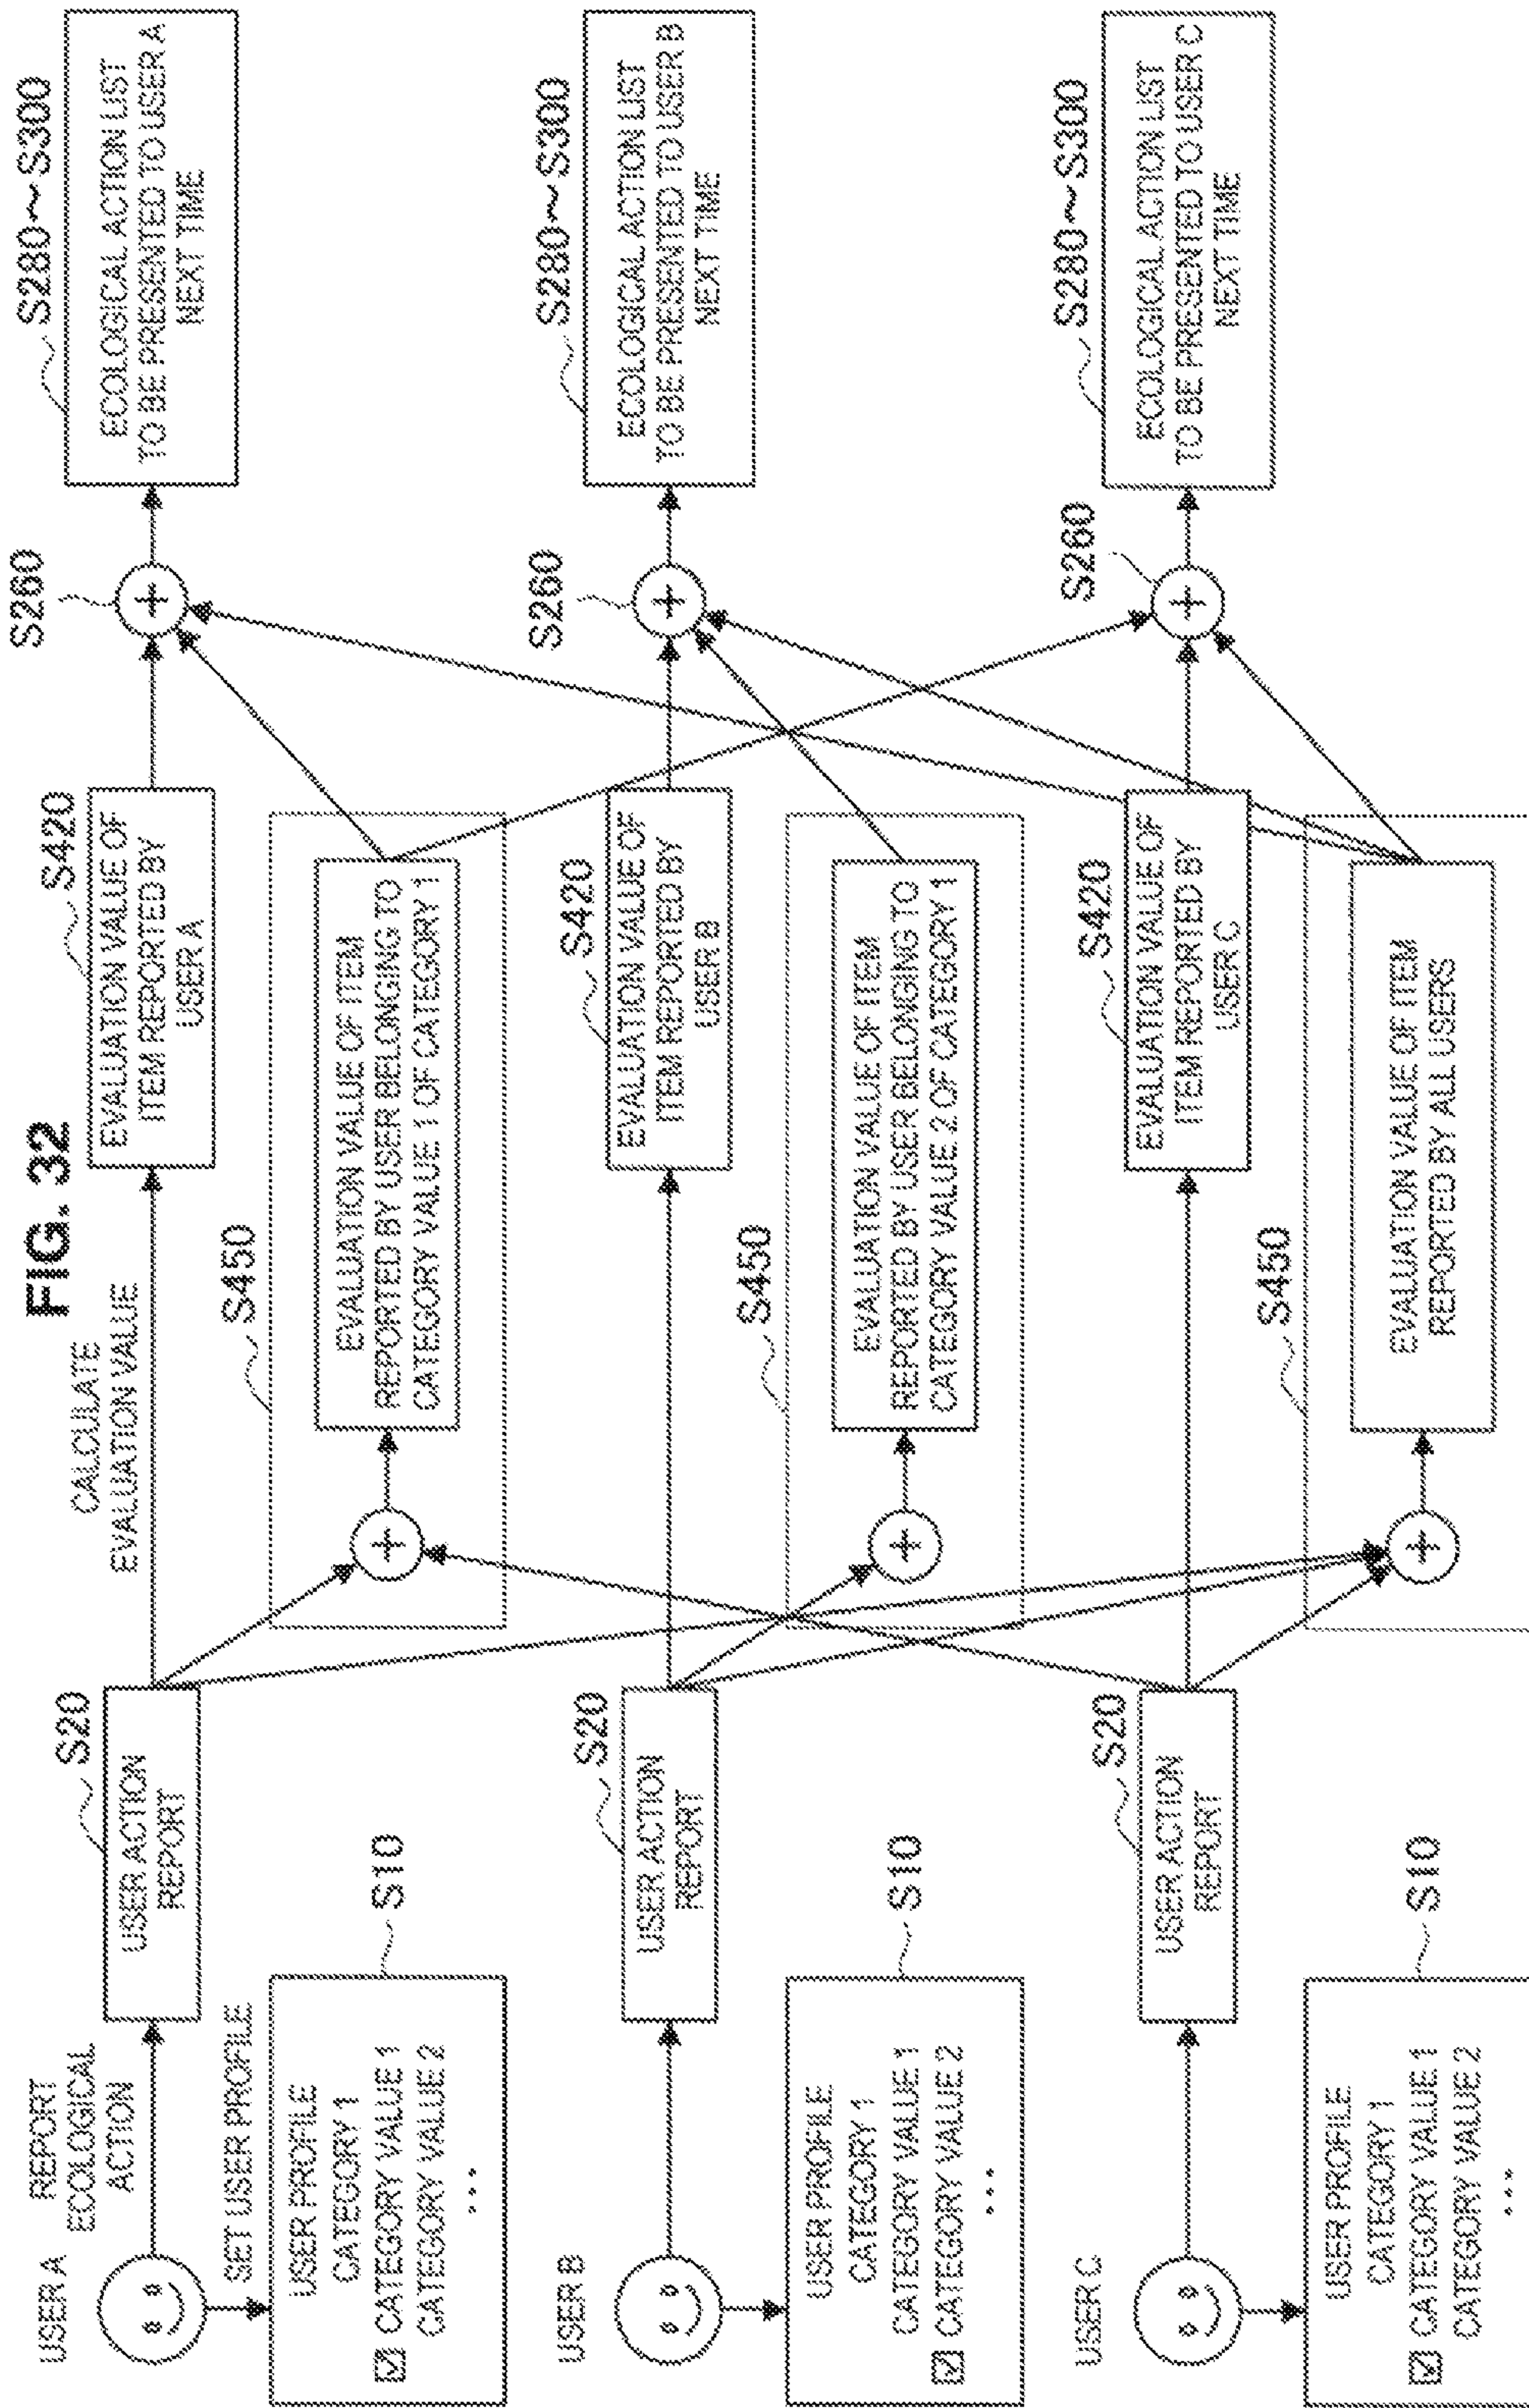 FIG. 32
USER A
REPORT
ECOLOGICAL
ACTION
SET USER PROFILE
USER PROFILE
CATEGORY 1
☑ CATEGORY VALUE 1
CATEGORY VALUE 2
...
S10
USER ACTION
REPORT
S20
CALCULATE
EVALUATION VALUE
S450
EVALUATION VALUE OF ITEM
REPORTED BY USER BELONGING TO
CATEGORY VALUE 1 OF CATEGORY 1
EVALUATION VALUE OF
ITEM REPORTED BY
USER A
S420
S260
S280~S300
ECOLOGICAL ACTION LIST
TO BE PRESENTED TO USER A
NEXT TIME
USER B
USER PROFILE
CATEGORY 1
CATEGORY VALUE 1
☑ CATEGORY VALUE 2
...
S10
USER ACTION
REPORT
S20
S450
EVALUATION VALUE OF ITEM
REPORTED BY USER BELONGING TO
CATEGORY VALUE 2 OF CATEGORY 1
EVALUATION VALUE OF
ITEM REPORTED BY
USER B
S420
S260
S280~S300
ECOLOGICAL ACTION LIST
TO BE PRESENTED TO USER B
NEXT TIME
USER C
USER PROFILE
CATEGORY 1
☑ CATEGORY VALUE 1
CATEGORY VALUE 2
...
S10
USER ACTION
REPORT
S20
S450
EVALUATION VALUE OF ITEM
REPORTED BY ALL USERS
EVALUATION VALUE OF
ITEM REPORTED BY
USER C
S420
S260
S280~S300
ECOLOGICAL ACTION LIST
TO BE PRESENTED TO USER C
NEXT TIME